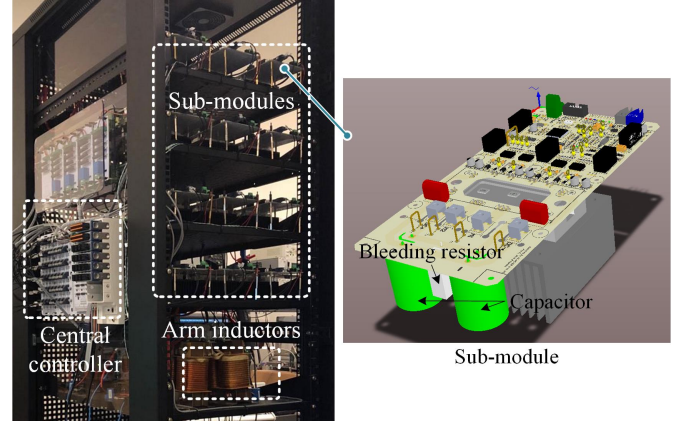 Sub-modules
Central
controller
Arm inductors
Bleeding resistor
Capacitor
Sub-module